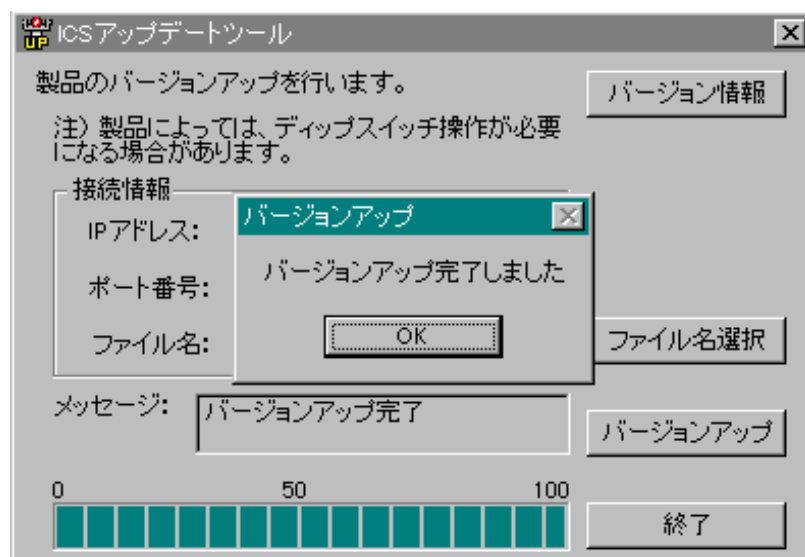 ICSアップデートツール
製品のバージョンアップを行います。
バージョン情報
注) 製品によっては、ディップスイッチ操作が必要
になる場合があります。
接続情報
IPアドレス:
バージョンアップ
ポート番号:
バージョンアップ完了しました
OK
ファイル名:
ファイル名選択
メッセージ:
バージョンアップ完了
バージョンアップ
0 50 100
終了